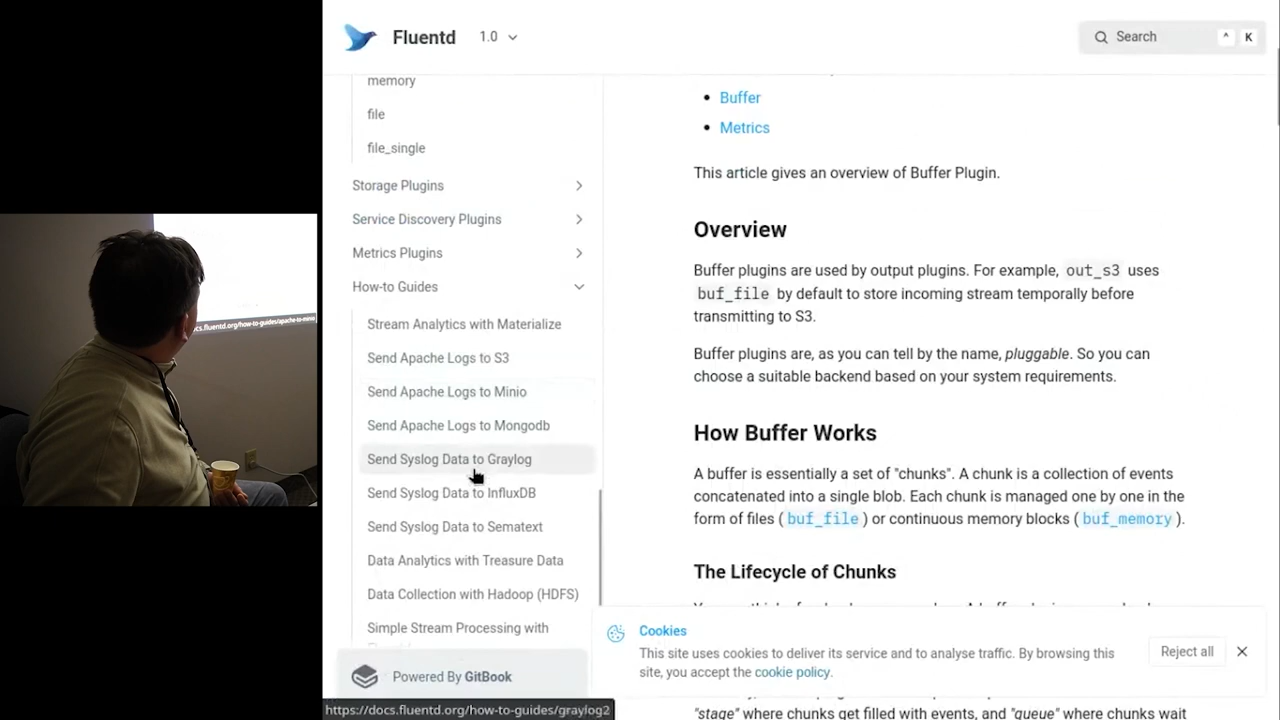 Fluentd
1.0
Search
^
K
memory
file
file_single
Storage Plugins
Service Discovery Plugins
Metrics Plugins
How-to Guides
Stream Analytics with Materialize
Send Apache Logs to S3
Send Apache Logs to Minio
Send Apache Logs to Mongodb
Send Syslog Data to Graylog
Send Syslog Data to InfluxDB
Send Syslog Data to Sematext
Data Analytics with Treasure Data
Data Collection with Hadoop (HDFS)
Simple Stream Processing with
Powered By GitBook
https://docs.fluentd.org/how-to-guides/graylog2
Buffer
Metrics
This article gives an overview of Buffer Plugin.
Overview
Buffer plugins are used by output plugins. For example, out_s3 uses
buf_file by default to store incoming stream temporally before
transmitting to S3.
Buffer plugins are, as you can tell by the name, pluggable. So you can
choose a suitable backend based on your system requirements.
How Buffer Works
A buffer is essentially a set of "chunks". A chunk is a collection of events
concatenated into a single blob. Each chunk is managed one by one in the
form of files (buf_file) or continuous memory blocks (buf_memory).
The Lifecycle of Chunks
Cookies
This site uses cookies to deliver its service and to analyse traffic. By browsing this
site, you accept the cookie policy.
Reject all
"stage" where chunks get filled with events, and "queue" where chunks wait
cs.fluentd.org/how-to-guides/apache-to-minio